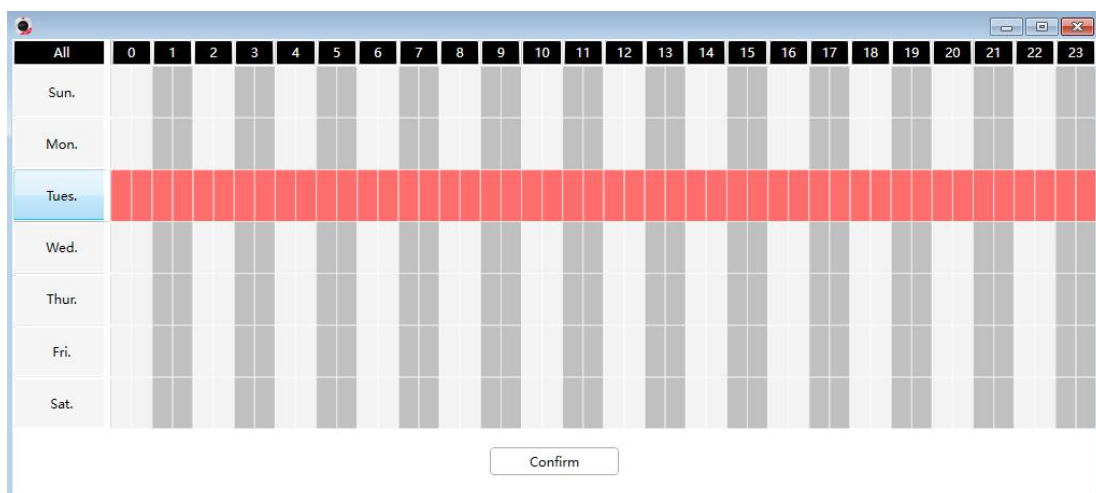 All 0 1 2 3 4 5 6 7 8 9 10 11 12 13 14 15 16 17 18 19 20 21 22 23
Sun.
Mon.
Tues.
Wed.
Thur.
Fri.
Sat.
Confirm